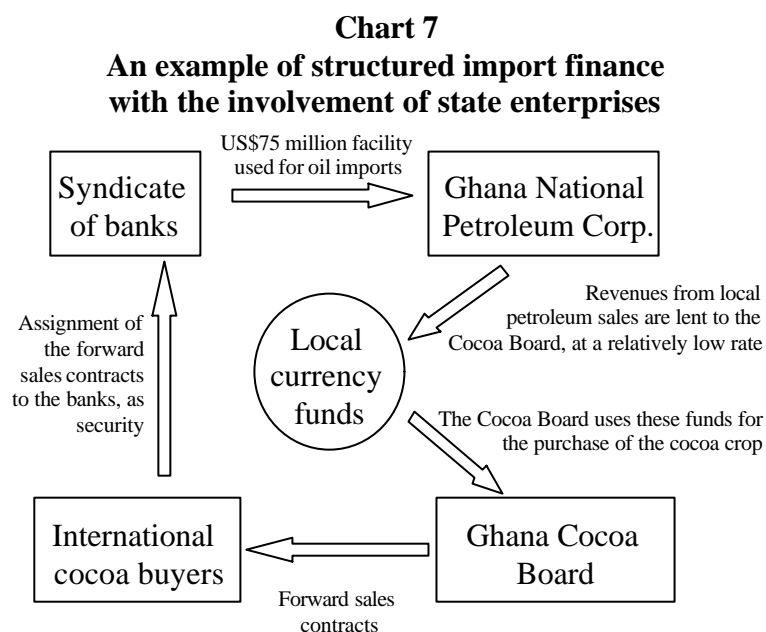 Chart 7
An example of structured import finance
with the involvement of state enterprises
US$75 million facility
used for oil imports
Syndicate
of banks
Ghana National
Petroleum Corp.
Revenues from local
petroleum sales are lent to the
Cocoa Board, at a relatively low rate
Assignment of
the forward
sales contracts
to the banks, as
security
Local
currency
funds
The Cocoa Board uses these funds for
the purchase of the cocoa crop
International
cocoa buyers
Ghana Cocoa
Board
Forward sales
contracts